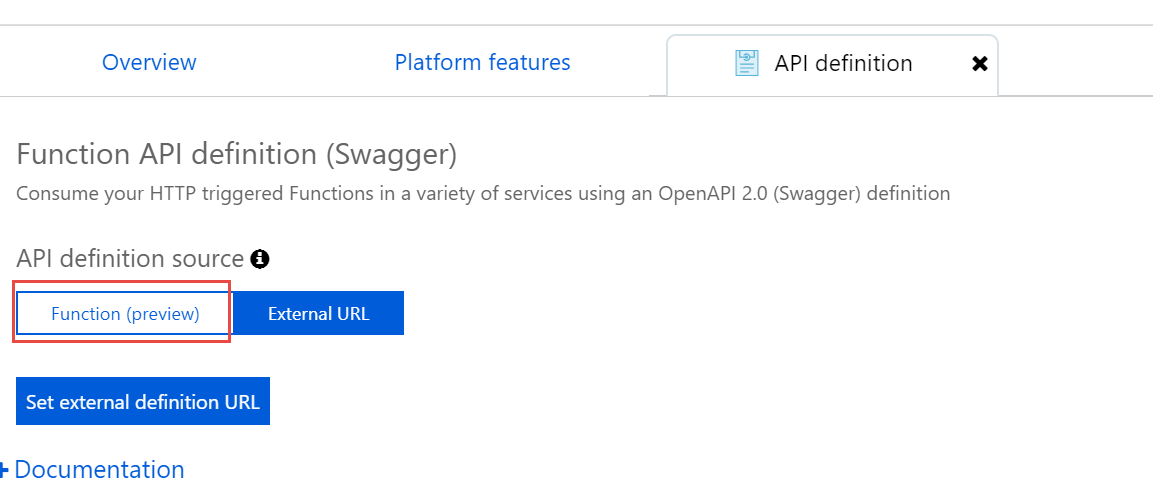 Overview Platform features API definition
Function API definition (Swagger)
Consume your HTTP triggered Functions in a variety of services using an OpenAPI 2.0 (Swagger) definition
API definition source
Function (preview) External URL
Set external definition URL
+ Documentation